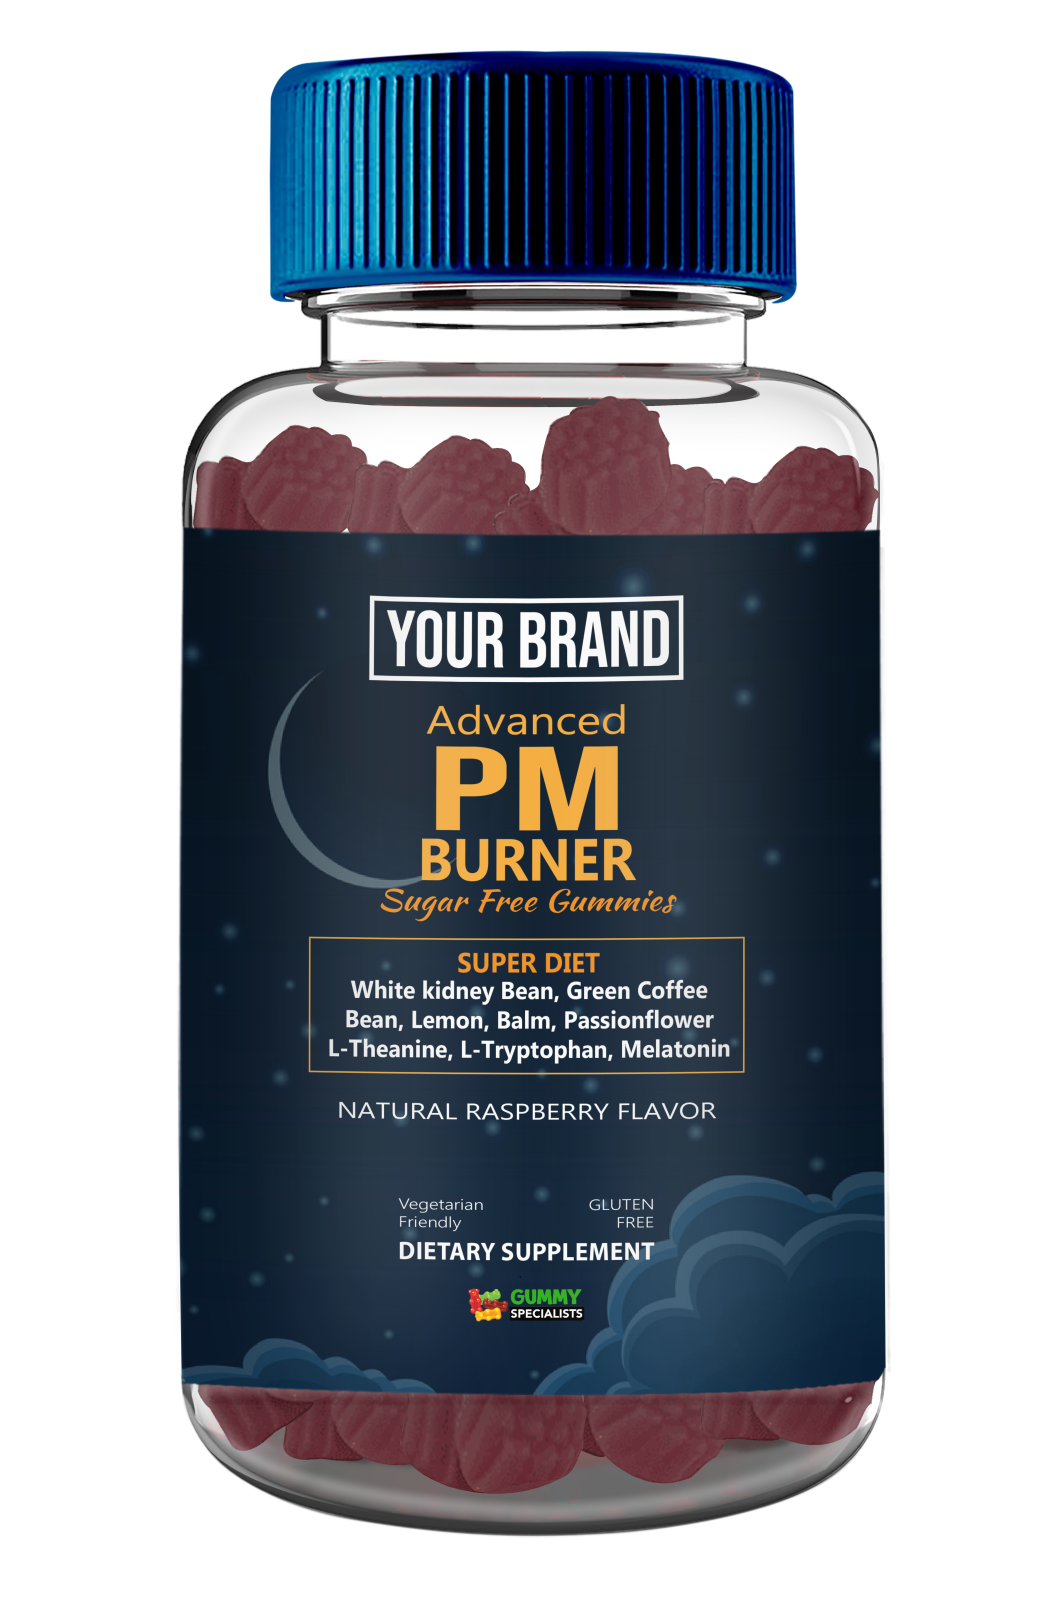 YOUR BRAND
Advanced
PM
BURNER
Sugar Free Gummies
SUPER DIET
White kidney Bean, Green Coffee
Bean, Lemon, Balm, Passionflower
L-Theanine, L-Tryptophan, Melatonin
NATURAL RASPBERRY FLAVOR
Vegetarian
Friendly
GLUTEN
FREE
DIETARY SUPPLEMENT
GUMMY
SPECIALISTS